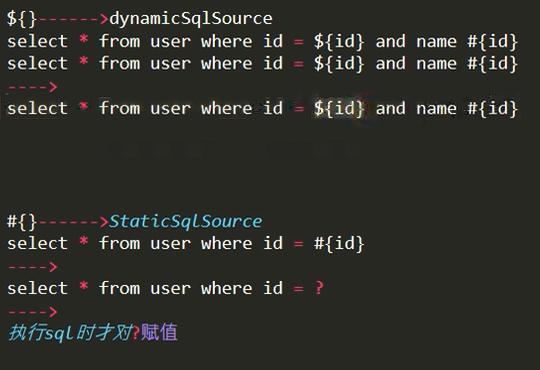 ${}------>dynamicSqlSource
select * from user where id = ${id} and name #{id}
select * from user where id = ${id} and name #{id}
---->
select * from user where id = ${id} and name #{id}
#{}------>StaticSqlSource
select * from user where id = #{id}
---->
select * from user where id = ?
---->
执行sql时才对?赋值